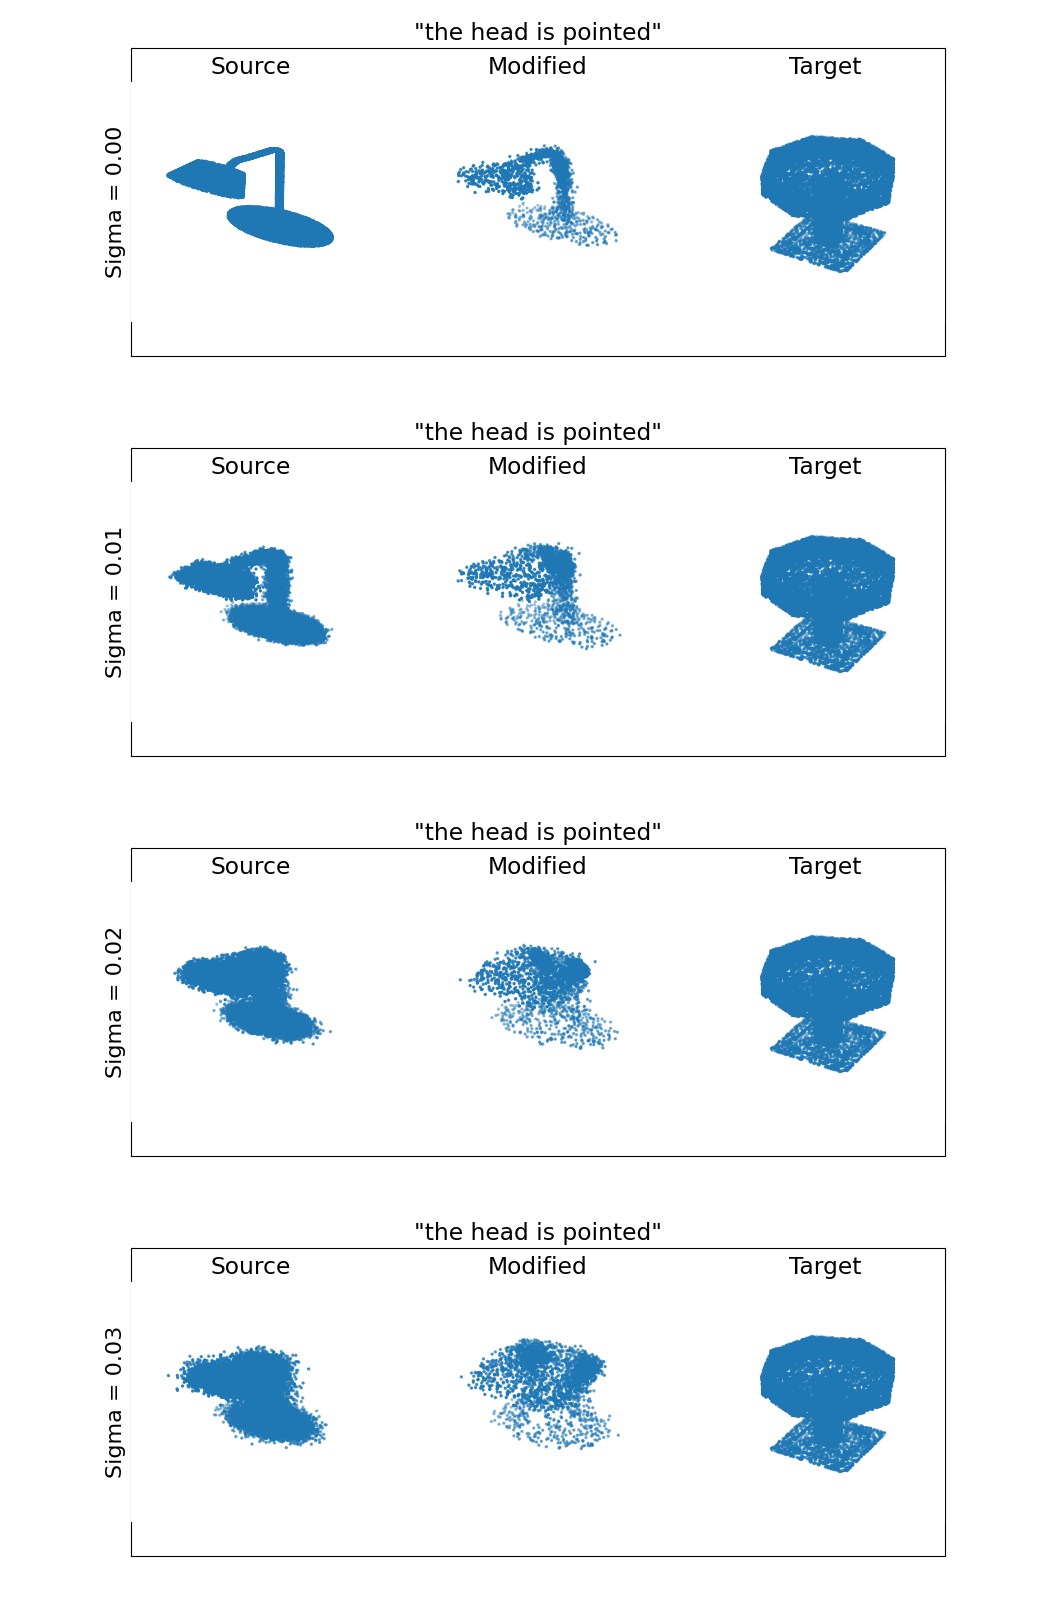 "the head is pointed"
Source Modified Target
Sigma = 0.00
"the head is pointed"
Source Modified Target
Sigma = 0.01
"the head is pointed"
Source Modified Target
Sigma = 0.02
"the head is pointed"
Source Modified Target
Sigma = 0.03